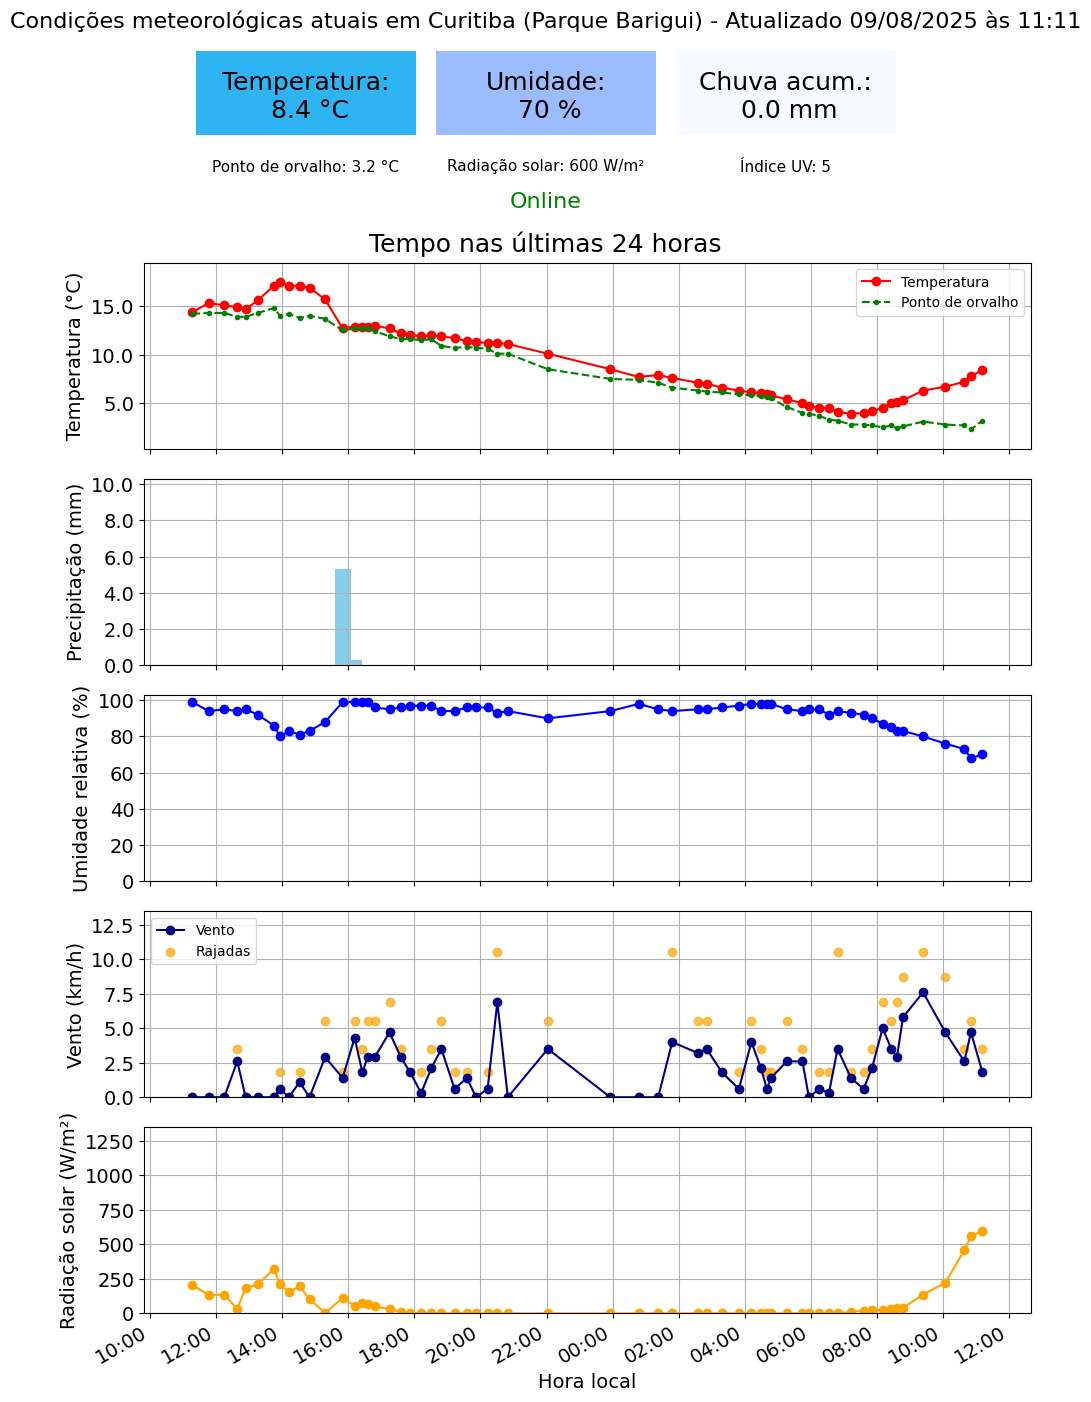 Condições meteorológicas atuais em Curitiba (Parque Barigui) - Atualizado 09/08/2025 às 11:11
Temperatura:
8.4 °C
Umidade:
70 %
Chuva acum.:
0.0 mm
Ponto de orvalho: 3.2 °C
Radiação solar: 600 W/m²
Índice UV: 5
Online
Tempo nas últimas 24 horas
Temperatura (°C)
15.0
10.0
5.0
Temperatura
Ponto de orvalho
Precipitação (mm)
10.0
8.0
6.0
4.0
2.0
0.0
Umidade relativa (%)
100
80
60
40
20
0
Vento (km/h)
12.5
10.0
7.5
5.0
2.5
0.0
Vento
Rajadas
Radiação solar (W/m²)
1250
1000
750
500
250
0
10:00
12:00
14:00
16:00
18:00
20:00
22:00
00:00
02:00
04:00
06:00
08:00
10:00
12:00
Hora local